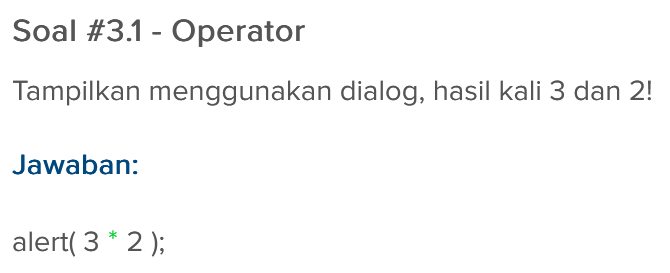 Soal #3.1 - Operator
Tampilkan menggunakan dialog, hasil kali 3 dan 2!
Jawaban:
alert( 3 * 2 );